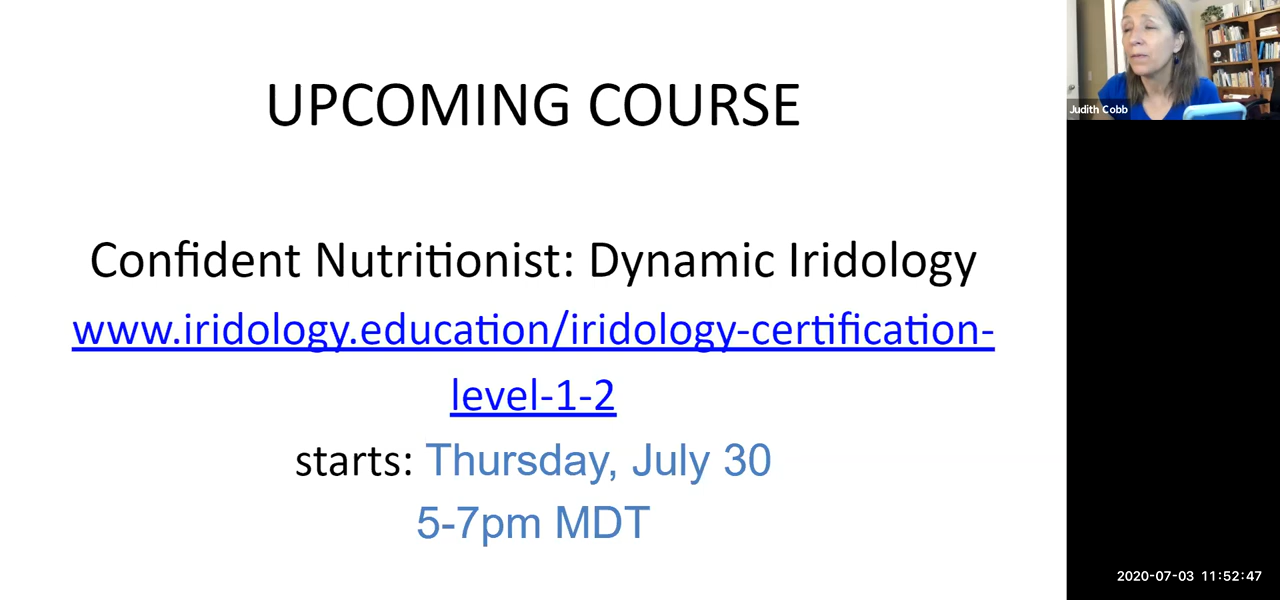 UPCOMING COURSE
Confident Nutritionist: Dynamic Iridology
www.iridology.education/iridology-certification-
level-1-2
starts: Thursday, July 30
5-7pm MDT
Judith Cobb
2020-07-03 11:52:47